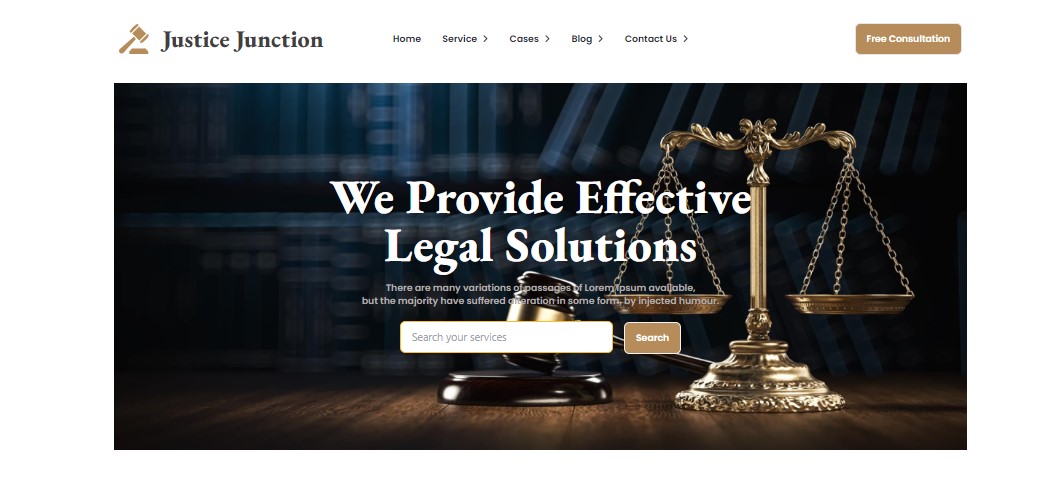 Justice Junction
Home
Service
Cases
Blog
Contact Us
Free Consultation
We Provide Effective
Legal Solutions
There are many variations of passages of Lorem Ipsum available,
but the majority have suffered alteration in some form, by injected humour.
Search your services
Search